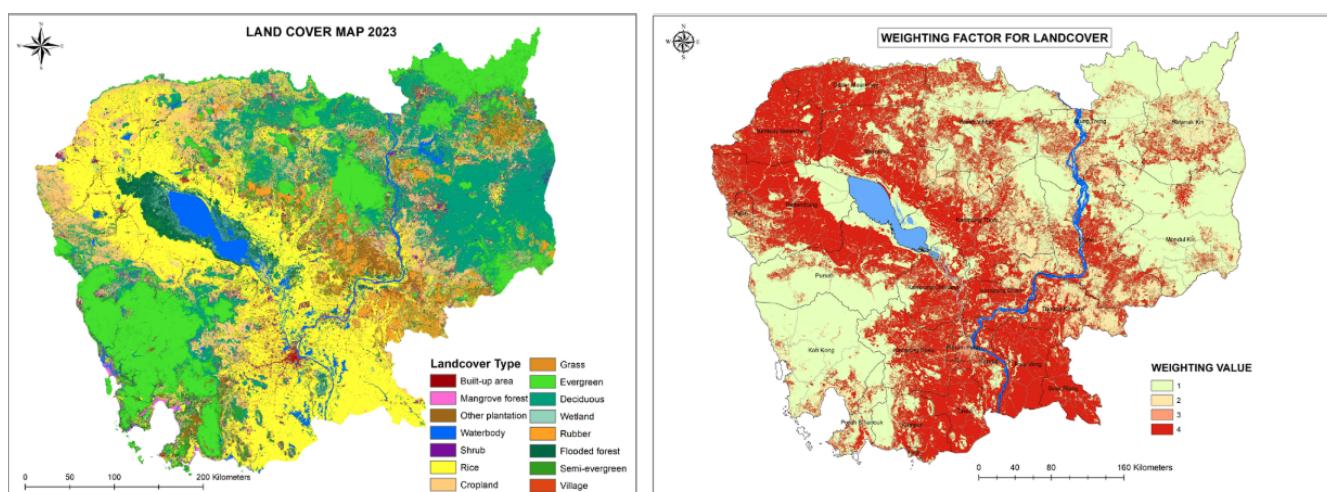 LAND COVER MAP 2023
N
W
E
S
Landcover Type
Built-up area
Mangrove forest
Other plantation
Waterbody
Shrub
Rice
Cropland
Grass
Evergreen
Deciduous
Wetland
Rubber
Flooded forest
Semi-evergreen
Village
0 50 100 200 Kilometers
WEIGHTING FACTOR FOR LANDCOVER
N
W
E
S
Stung Treng
Mondul Kiri
Pursat
Koh Kong
Kampong Thom
WEIGHTING VALUE
1
2
3
4
0 20 40 80 120 160 Kilometers